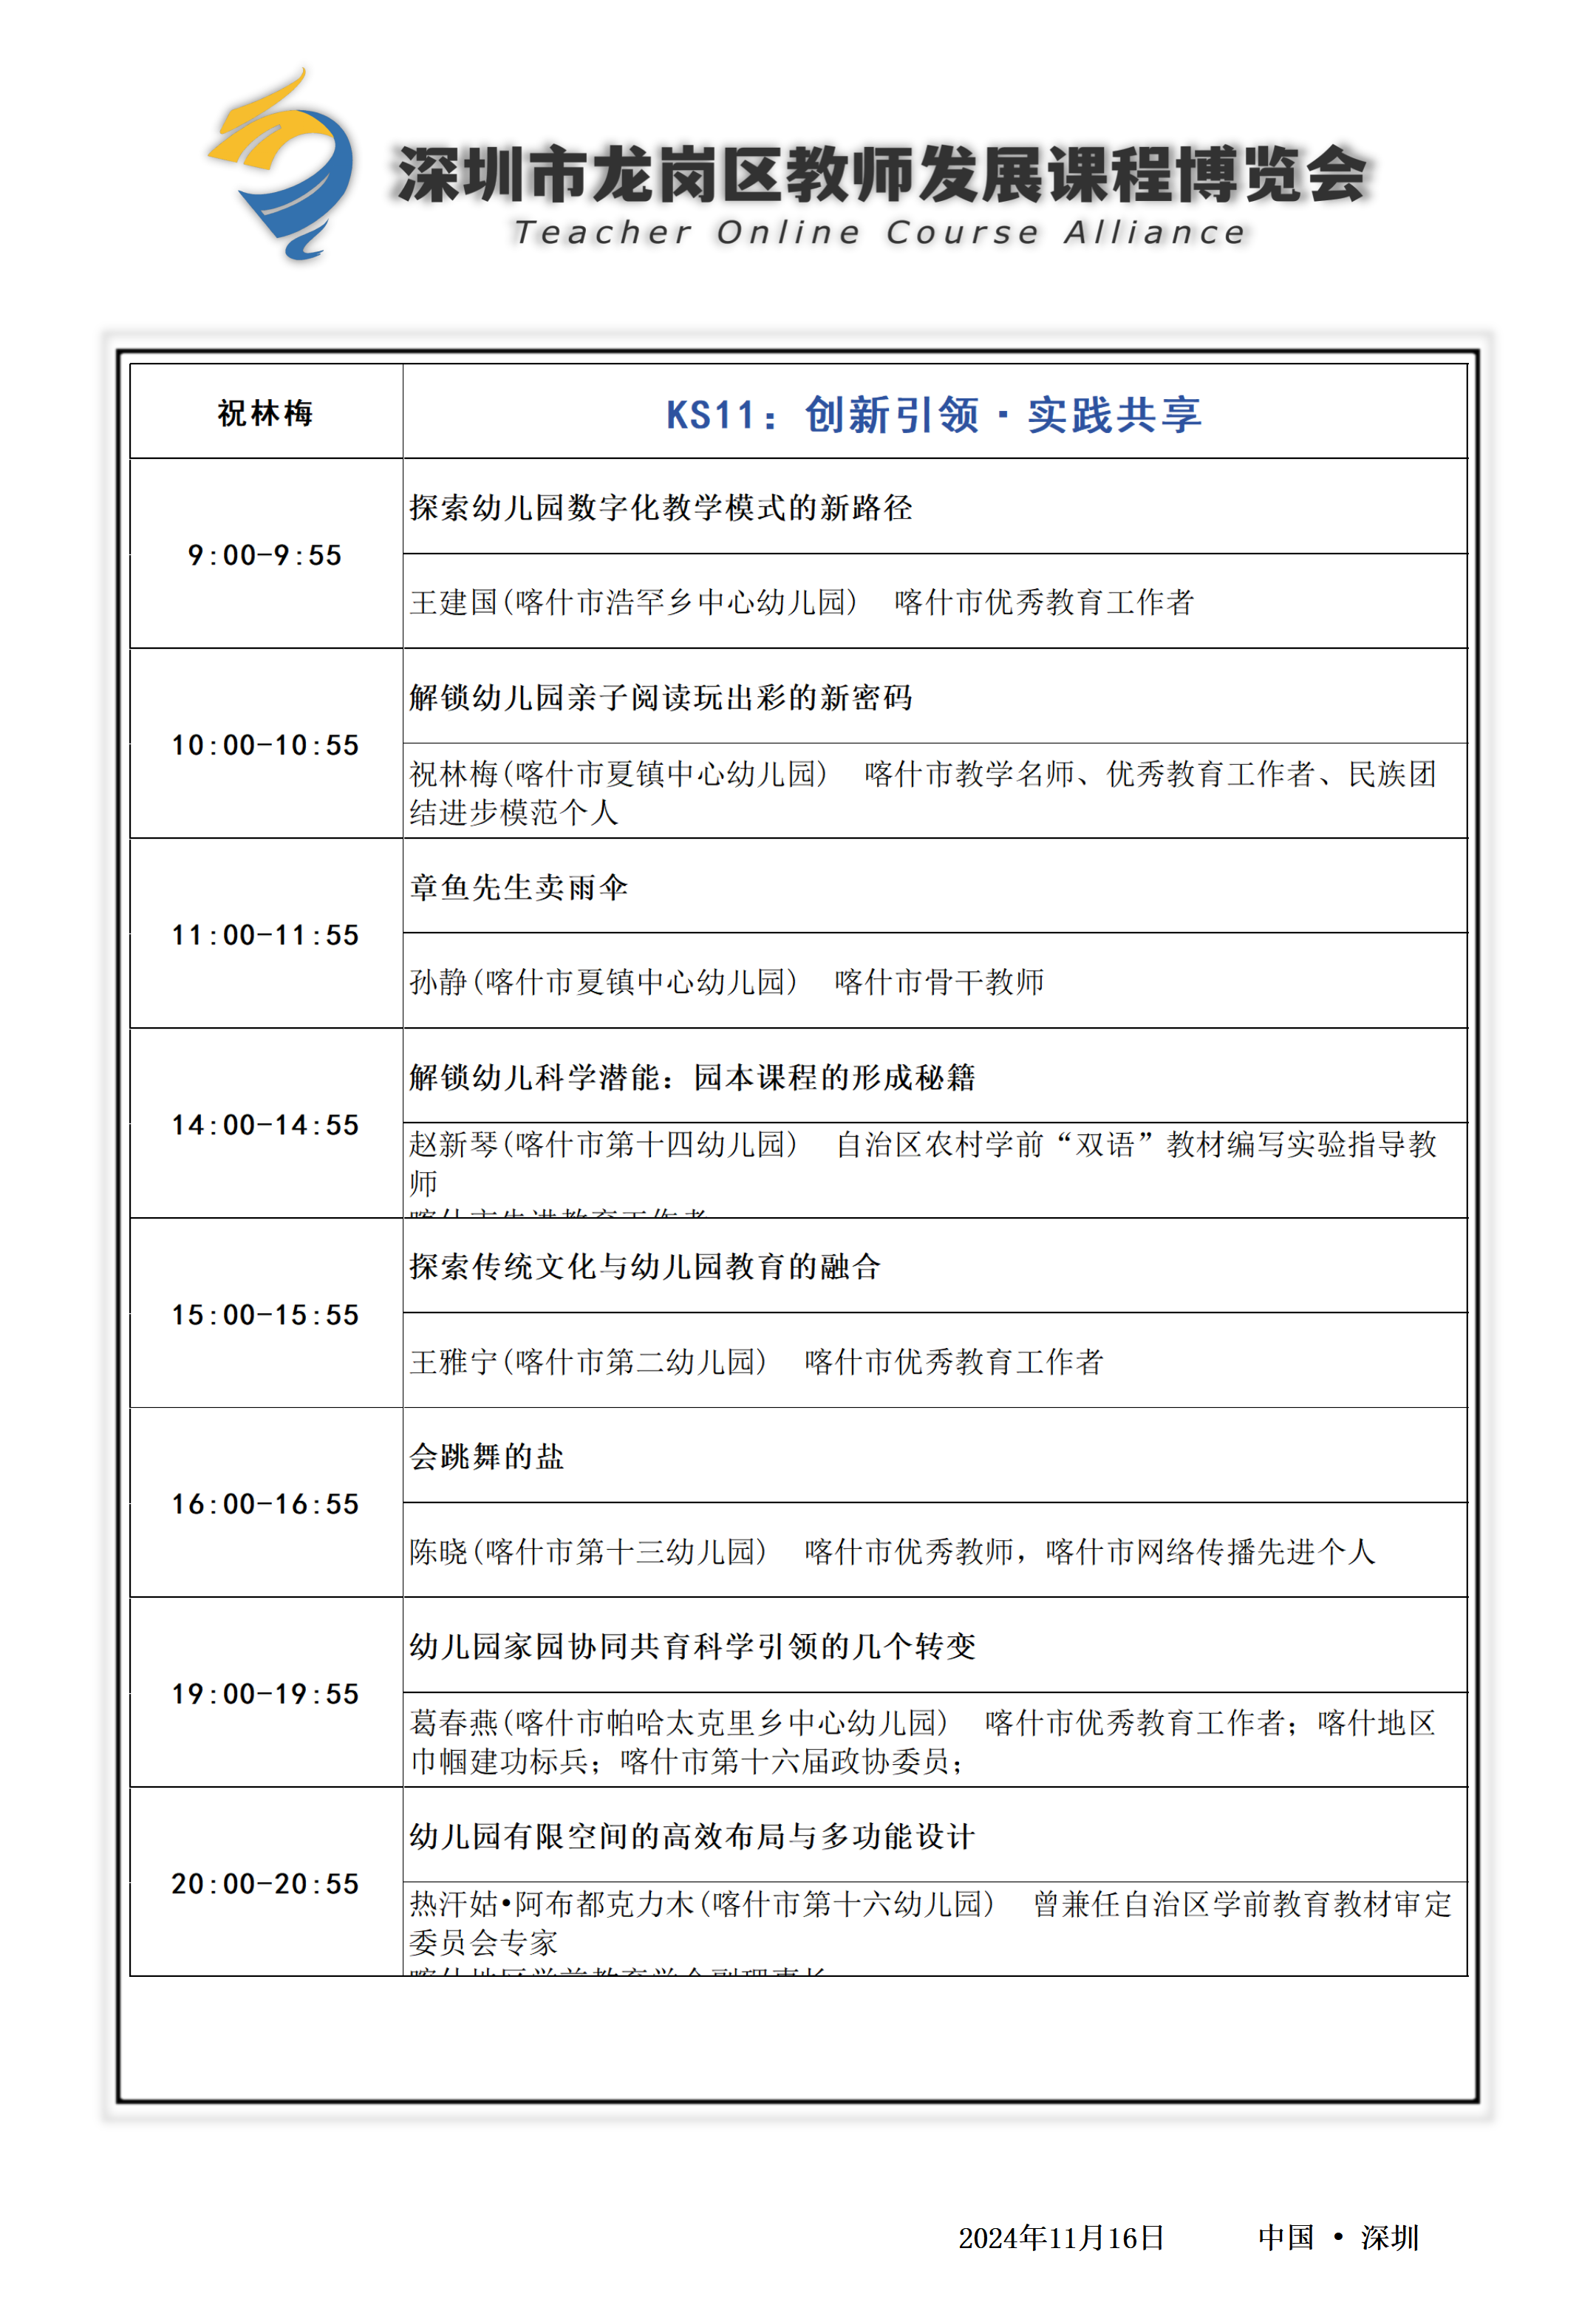 深圳市龙岗区教师发展课程博览会
Teacher Online Course Alliance
祝林梅
KS11：创新引领·实践共享
9:00-9:55
探索幼儿园数字化教学模式的新路径
王建国(喀什市浩罕乡中心幼儿园) 喀什市优秀教育工作者
10:00-10:55
解锁幼儿园亲子阅读玩出彩的新密码
祝林梅(喀什市夏镇中心幼儿园) 喀什市教学名师、优秀教育工作者、民族团
结进步模范个人
11:00-11:55
章鱼先生卖雨伞
孙静(喀什市夏镇中心幼儿园) 喀什市骨干教师
14:00-14:55
解锁幼儿科学潜能：园本课程的形成秘籍
赵新琴(喀什市第十四幼儿园) 自治区农村学前“双语”教材编写实验指导教
师
15:00-15:55
探索传统文化与幼儿园教育的融合
王雅宁(喀什市第二幼儿园) 喀什市优秀教育工作者
16:00-16:55
会跳舞的盐
陈晓(喀什市第十三幼儿园) 喀什市优秀教师，喀什市网络传播先进个人
19:00-19:55
幼儿园家园协同共育科学引领的几个转变
葛春燕(喀什市帕哈太克里乡中心幼儿园) 喀什市优秀教育工作者；喀什地区
巾帼建功标兵；喀什市第十六届政协委员；
20:00-20:55
幼儿园有限空间的高效布局与多功能设计
热汗姑•阿布都克力木(喀什市第十六幼儿园) 曾兼任自治区学前教育教材审定
委员会专家
2024年11月16日 中国 • 深圳